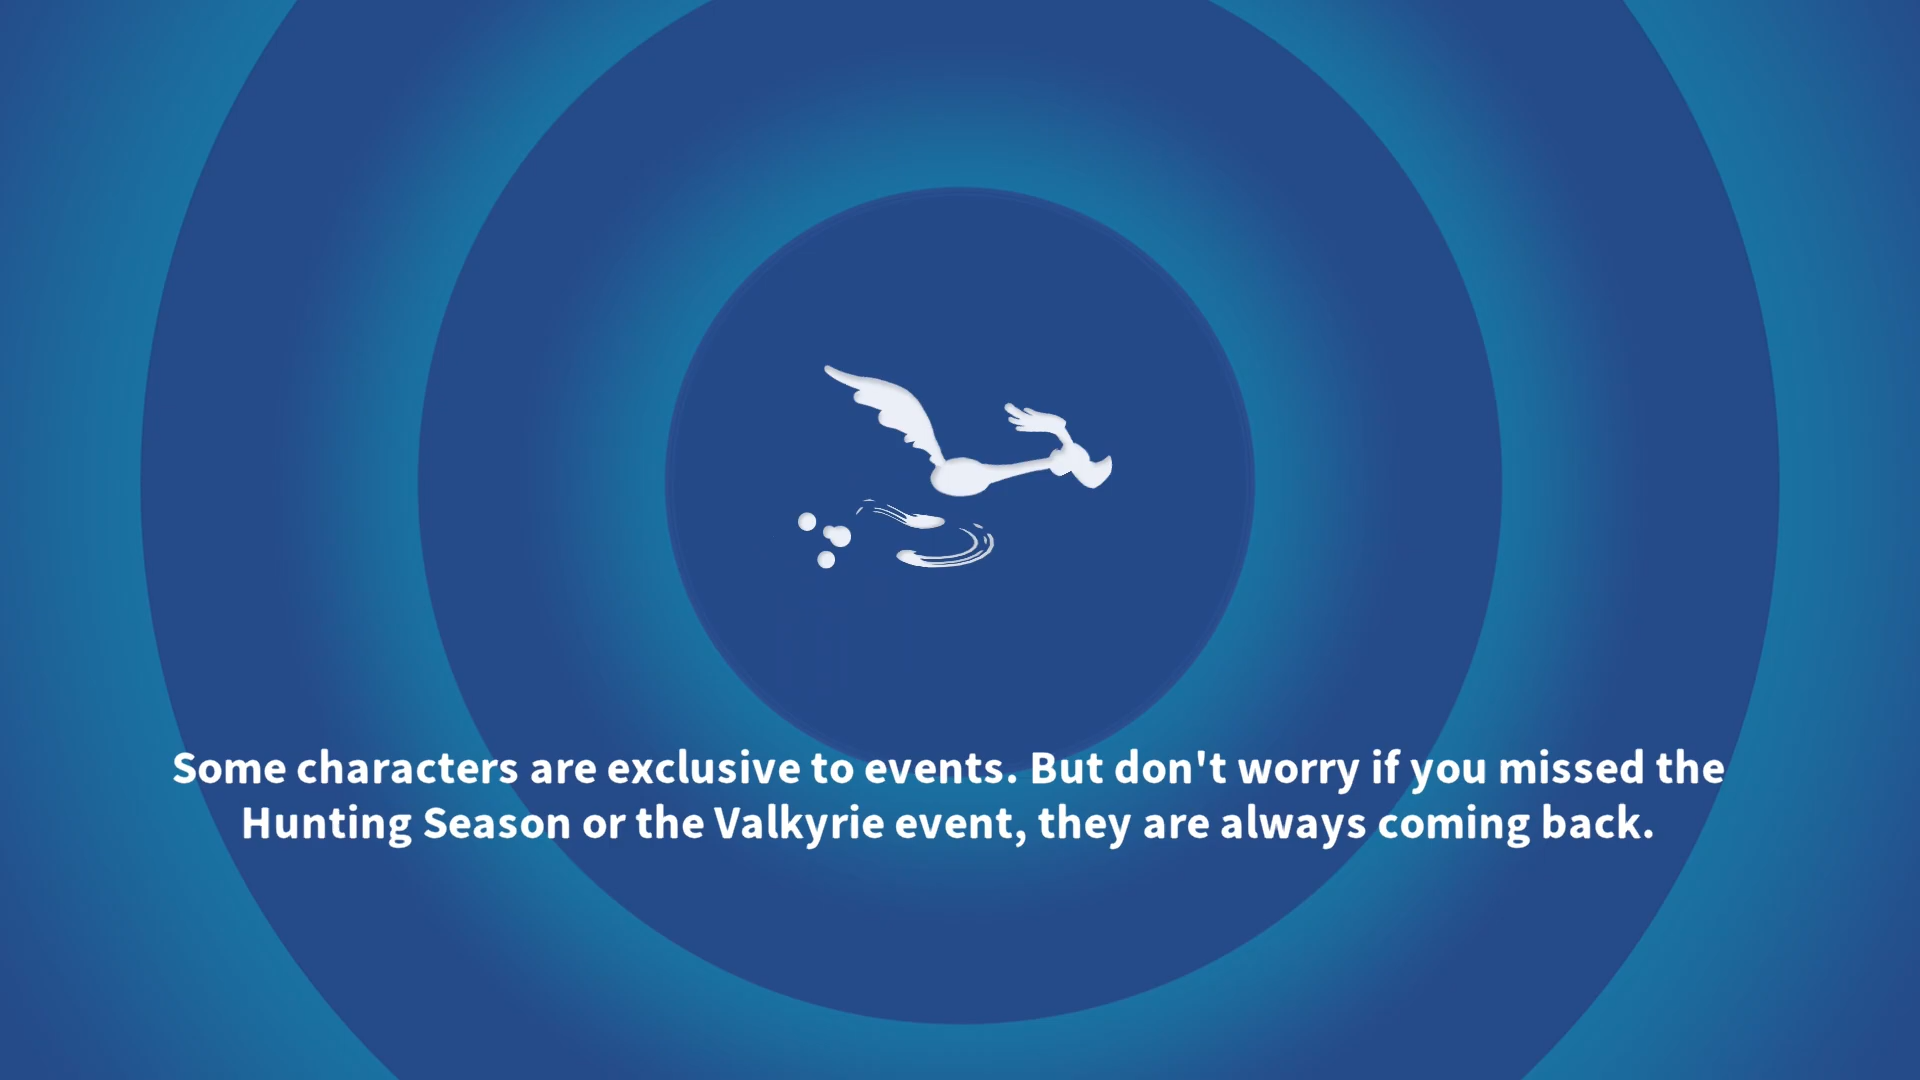 Some characters are exclusive to events. But don't worry if you missed the
Hunting Season or the Valkyrie event, they are always coming back.